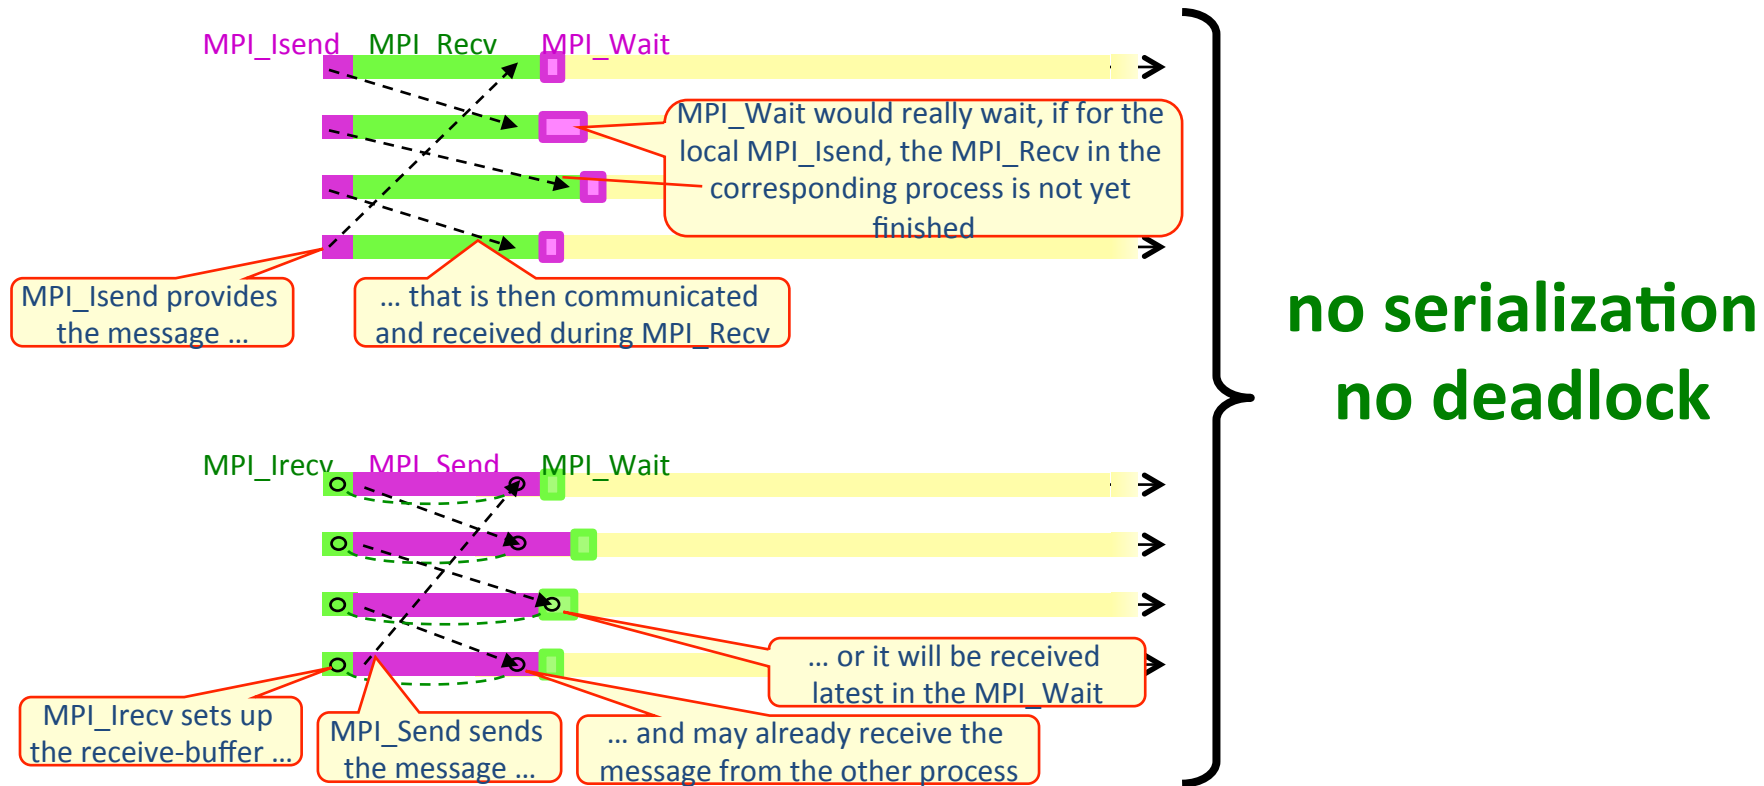 MPI_Isend MPI_Recv MPI_Wait
MPI_Wait would really wait, if for the
local MPI_Isend, the MPI_Recv in the
corresponding process is not yet
finished
MPI_Isend provides
the message ...
... that is then communicated
and received during MPI_Recv
no serialization
no deadlock
MPI_Irecv MPI_Send MPI_Wait
... or it will be received
latest in the MPI_Wait
MPI_Irecv sets up
the receive-buffer ...
MPI_Send sends
the message ...
... and may already receive the
message from the other process